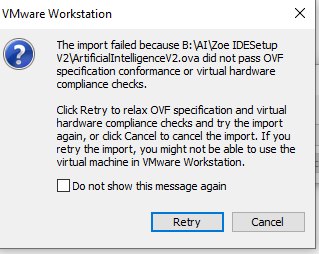 VMware Workstation
The import failed because B:\AI\Zoe IDESetup
V2\ArtificialIntelligenceV2.ova did not pass OVF
specification conformance or virtual hardware
compliance checks.
Click Retry to relax OVF specification and virtual
hardware compliance checks and try the import
again, or click Cancel to cancel the import. If you
retry the import, you might not be able to use the
virtual machine in VMware Workstation.
Do not show this message again
Retry Cancel